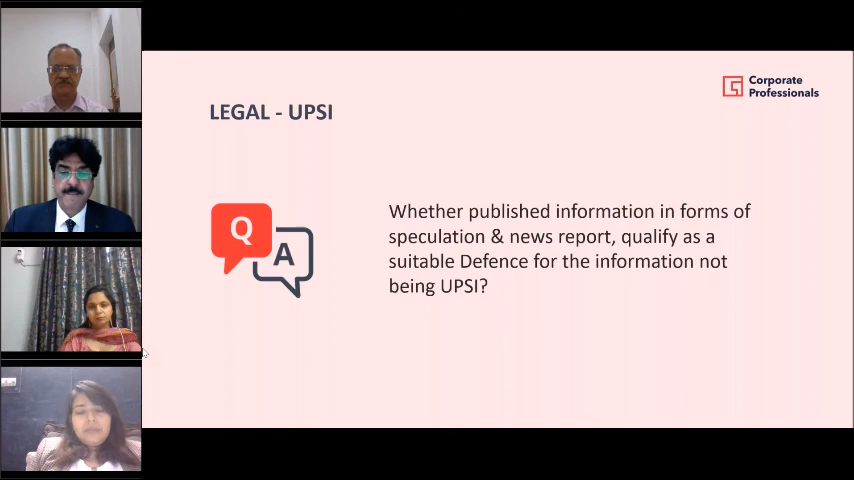 Corporate
Professionals
LEGAL - UPSI
Q
A
Whether published information in forms of
speculation & news report, qualify as a
suitable Defence for the information not
being UPSI?